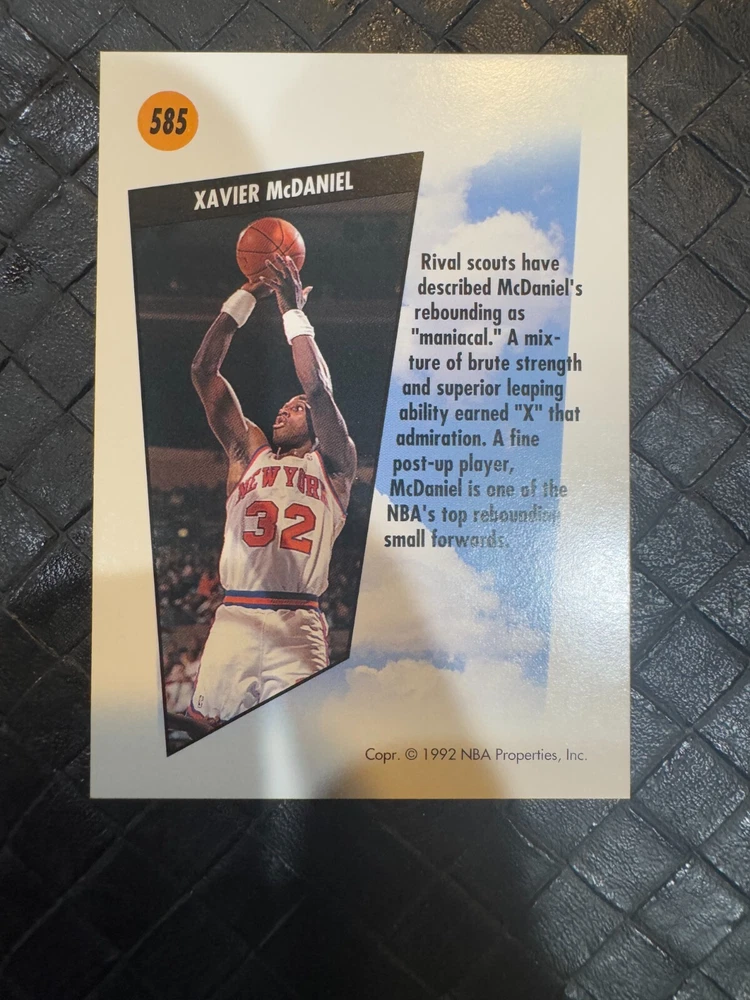 585
XAVIER McDANIEL
NEW YORK
32
Rival scouts have
described McDaniel's
rebounding as
"maniacal." A mix-
ture of brute strength
and superior leaping
ability earned "X" that
admiration. A fine
post-up player,
McDaniel is one of the
NBA's top rebounding
small forwards.
Copr. © 1992 NBA Properties, Inc.